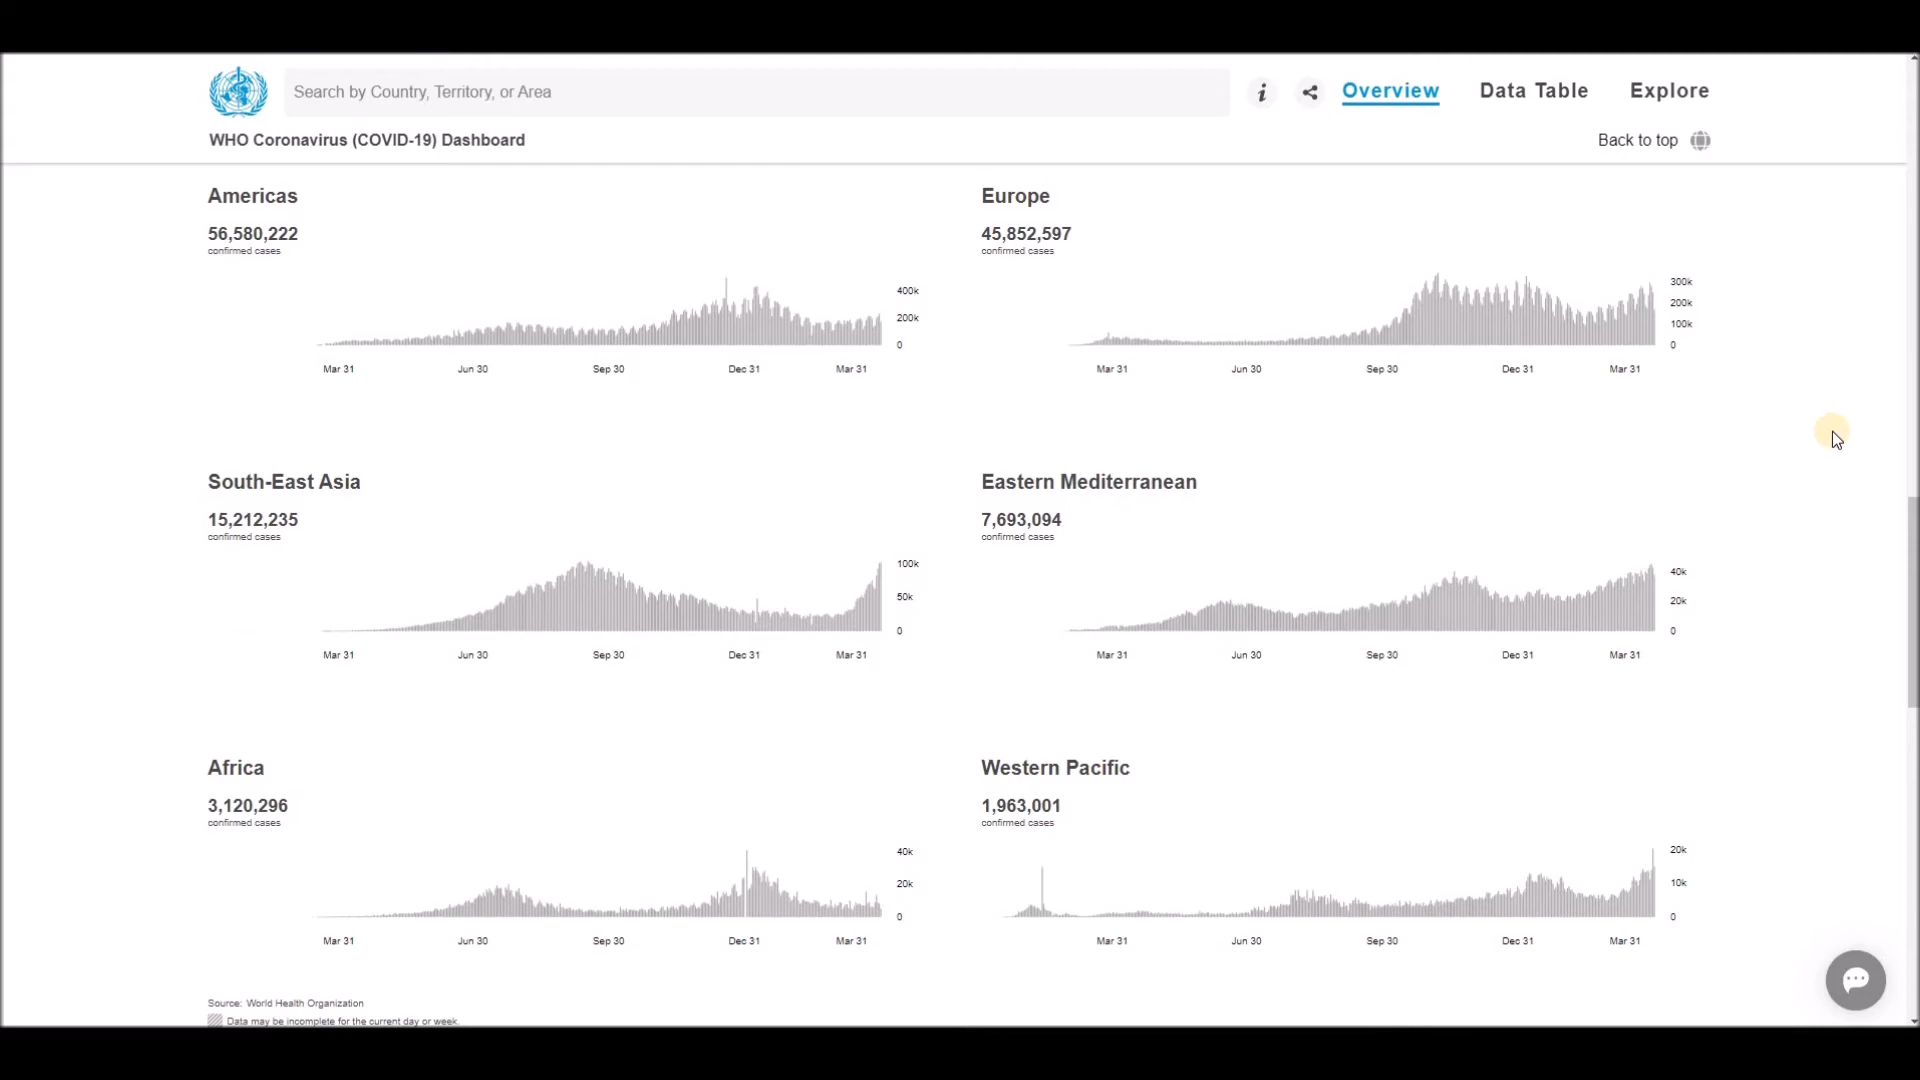 Search by Country, Territory, or Area
i
Overview
Data Table
Explore
WHO Coronavirus (COVID-19) Dashboard
Back to top
Americas
56,580,222
confirmed cases
400k
200k
0
Mar 31
Jun 30
Sep 30
Dec 31
Mar 31
Europe
45,852,597
confirmed cases
300k
200k
100k
0
Mar 31
Jun 30
Sep 30
Dec 31
Mar 31
South-East Asia
15,212,235
confirmed cases
100k
50k
0
Mar 31
Jun 30
Sep 30
Dec 31
Mar 31
Eastern Mediterranean
7,693,094
confirmed cases
40k
20k
0
Mar 31
Jun 30
Sep 30
Dec 31
Mar 31
Africa
3,120,296
confirmed cases
40k
20k
0
Mar 31
Jun 30
Sep 30
Dec 31
Mar 31
Western Pacific
1,963,001
confirmed cases
20k
10k
0
Mar 31
Jun 30
Sep 30
Dec 31
Mar 31
Source: World Health Organization
Data may be incomplete for the current day or week.